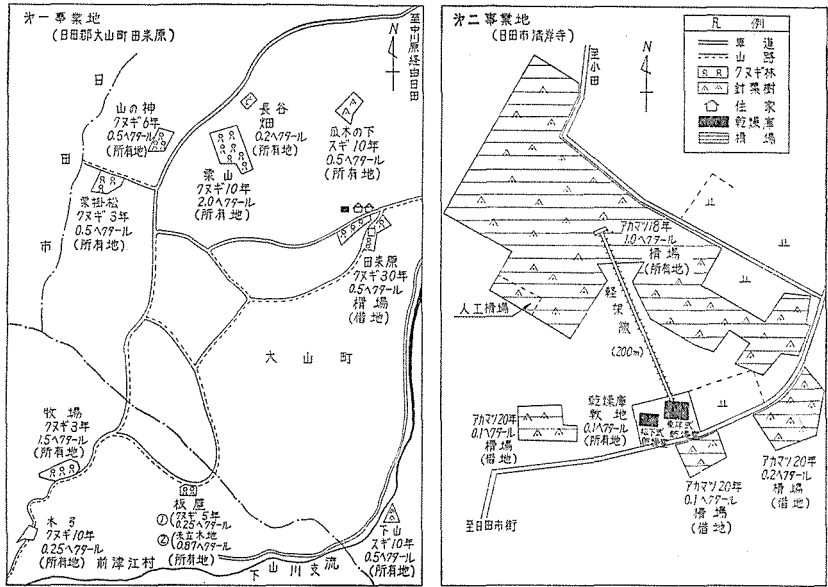 次一事業地
(日田郡大山町田来原)
至中川原経由日田
N
日
田
市
山の神
クヌギ6年
0.5ヘクタール
(所有地)
長谷
畑
0.2ヘクタール
(所有地)
瓜木の下
スギ10年
0.5ヘクタール
(所有地)
栗山
クヌギ10年
2.0ヘクタール
(所有地)
栗掛松
クヌギ3年
0.5ヘクタール
(所有地)
田来原
クヌギ30年
0.5ヘクタール
榾場
(借地)
大山町
牧場
クヌギ3年
1.5ヘクタール
(所有地)
木弓
クヌギ10年
0.25ヘクタール
(所有地)
板屋
①(クヌギ5年
0.25ヘクタール
②(未立木地
0.87ヘクタール
(所有地)
下山
スギ10年
0.5ヘクタール
(所有地)
前津江村
下山川支流
次二事業地
(日田市清岸寺)
至小田
N
凡例
車道
山路
クヌギ林
針葉樹
住家
乾燥庫
榾場
アカマツ18年
1.0ヘクタール
榾場
(所有地)
人工榾場
軽架線
(200m)
乾燥庫
敷地
0.1ヘクタール
(所有地)
アカマツ20年
0.1ヘクタール
榾場
(借地)
アカマツ20年
0.1ヘクタール
榾場
(借地)
アカマツ20年
0.2ヘクタール
榾場
(借地)
至日田市街